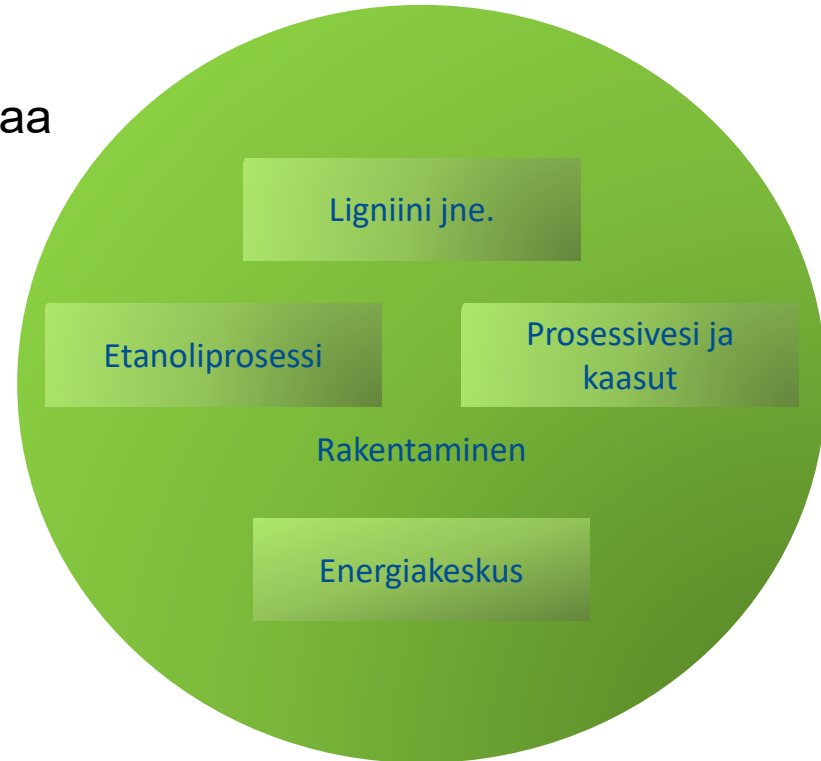 aa
Ligniini jne.
Etanoliprosessi
Prosessivesi ja
kaasut
Rakentaminen
Energiakeskus